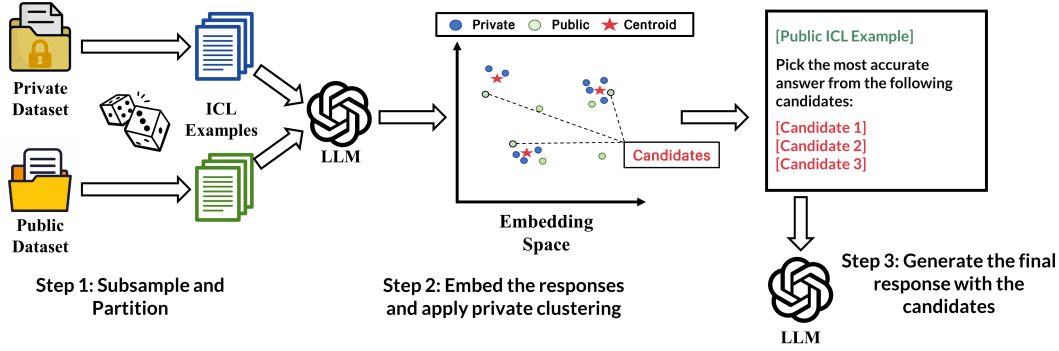 Private
Dataset
Public
Dataset
ICL
Examples
LLM
Step 1: Subsample and
Partition
Private Public Centroid
Candidates
Embedding
Space
Step 2: Embed the responses
and apply private clustering
[Public ICL Example]
Pick the most accurate
answer from the following
candidates:
[Candidate 1]
[Candidate 2]
[Candidate 3]
LLM
Step 3: Generate the final
response with the
candidates